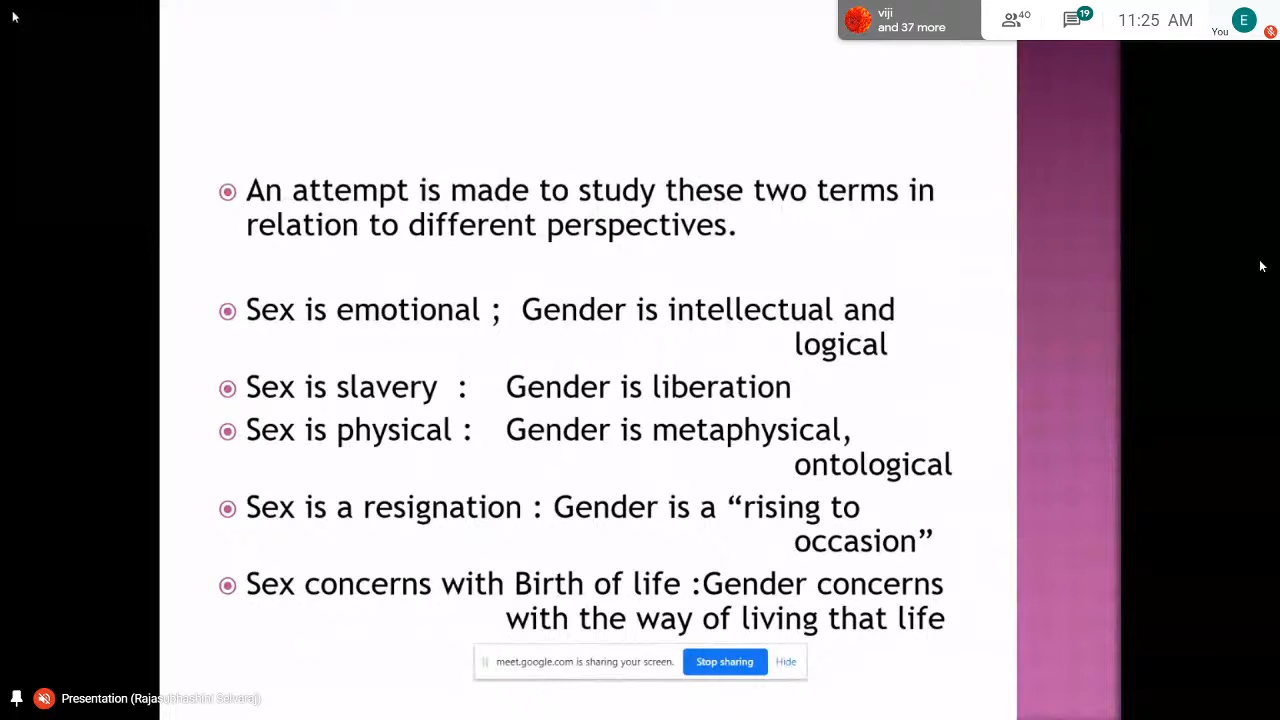 viji
and 37 more
40
19
11:25 AM
You
E
An attempt is made to study these two terms in
relation to different perspectives.
Sex is emotional ; Gender is intellectual and
logical
Sex is slavery : Gender is liberation
Sex is physical : Gender is metaphysical,
ontological
Sex is a resignation : Gender is a “rising to
occasion”
Sex concerns with Birth of life :Gender concerns
with the way of living that life
meet.google.com is sharing your screen. Stop sharing Hide
Presentation (Rajasubhashini Selvaraj)